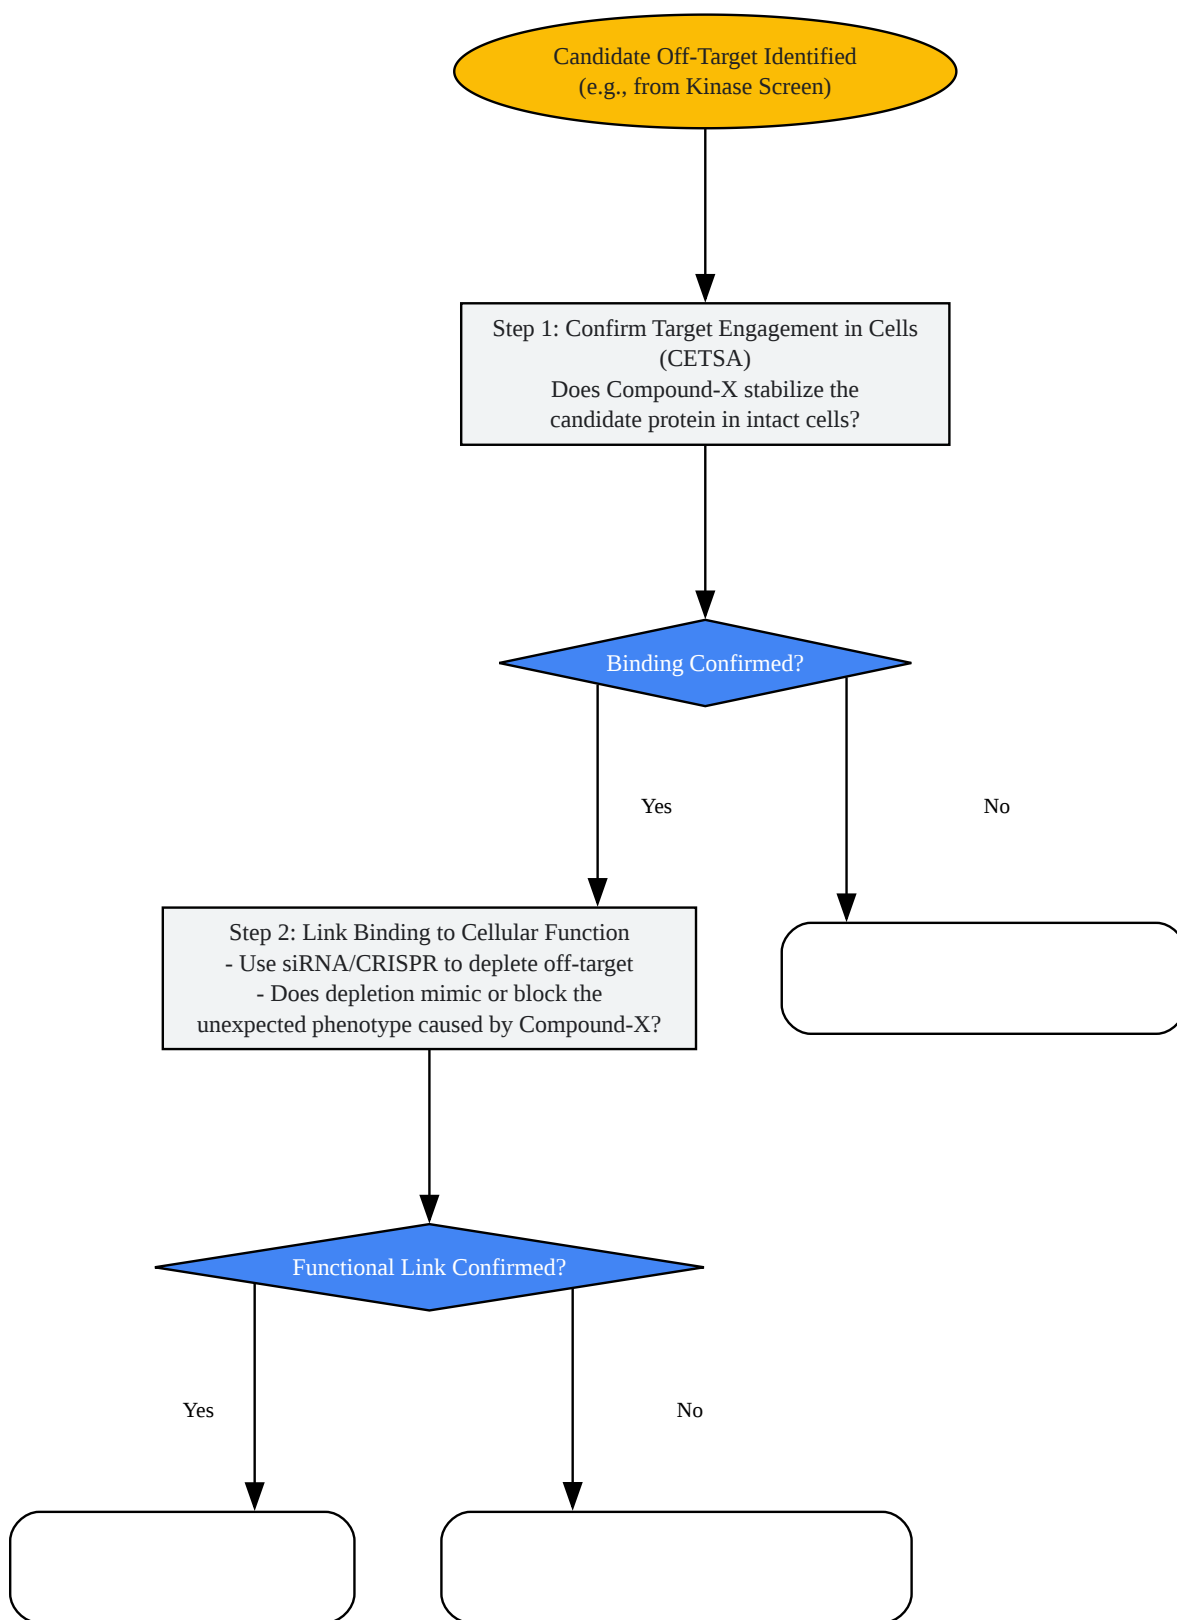 Candidate Off-Target Identified
(e.g., from Kinase Screen)
Step 1: Confirm Target Engagement in Cells
(CETSA)
Does Compound-X stabilize the
candidate protein in intact cells?
Binding Confirmed?
Yes
No
Step 2: Link Binding to Cellular Function
- Use siRNA/CRISPR to deplete off-target
- Does depletion mimic or block the
unexpected phenotype caused by Compound-X?
Functional Link Confirmed?
Yes
No